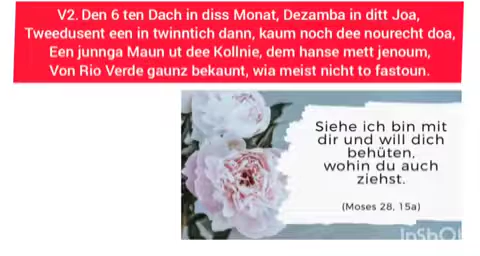 V2. Den 6 ten Dach in diss Monat, Dezamba in ditt Joa,
Tweedusent een in twinntich dann, kaum noch dee nourecht doa,
Een junnga Maun ut dee Kollnie, dem hanse mett jenoum,
Von Rio Verde gaunz bekaunt, wia meist nicht to fastoun.
Siehe ich bin mit
dir und will dich
behüten,
wohin du auch
ziehst.
(Moses 28, 15a)